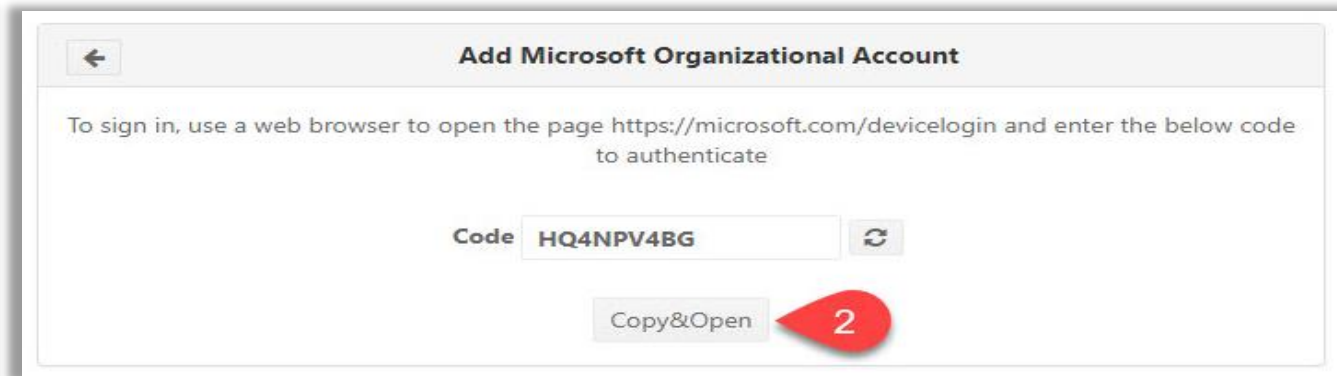 Add Microsoft Organizational Account
To sign in, use a web browser to open the page https://microsoft.com/devicelogin and enter the below code
to authenticate
Code HQ4NPV4BG
Copy&Open 2